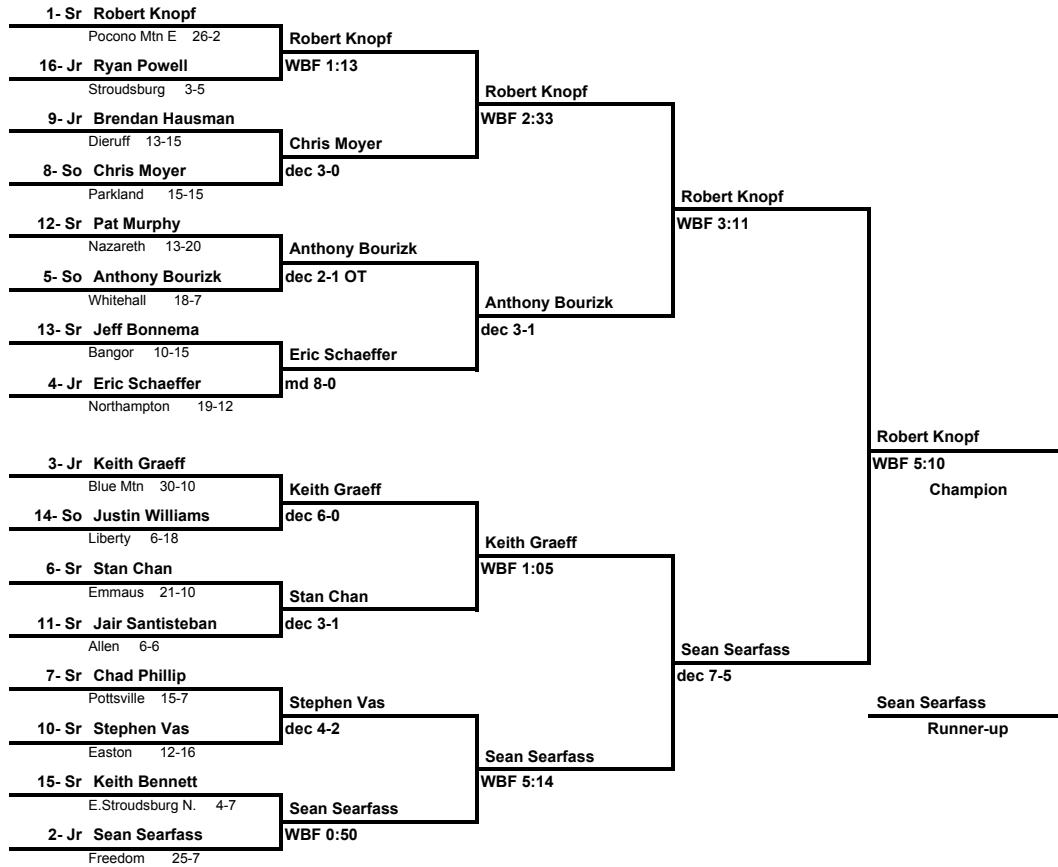 1- Sr Robert Knopf
Pocono Mtn E 26-2
Robert Knopf
16- Jr Ryan Powell
WBF 1:13
Stroudsburg 3-5
Robert Knopf
9- Jr Brendan Hausman
WBF 2:33
Dieruff 13-15
Chris Moyer
8- So Chris Moyer
dec 3-0
Parkland 15-15
Robert Knopf
12- Sr Pat Murphy
WBF 3:11
Nazareth 13-20
Anthony Bourizk
5- So Anthony Bourizk
dec 2-1 OT
Whitehall 18-7
Anthony Bourizk
13- Sr Jeff Bonnema
dec 3-1
Bangor 10-15
Eric Schaeffer
4- Jr Eric Schaeffer
md 8-0
Northampton 19-12
Robert Knopf
3- Jr Keith Graeff
WBF 5:10
Blue Mtn 30-10
Keith Graeff
Champion
14- So Justin Williams
dec 6-0
Liberty 6-18
Keith Graeff
6- Sr Stan Chan
WBF 1:05
Emmaus 21-10
Stan Chan
11- Sr Jair Santisteban
dec 3-1
Allen 6-6
Sean Searfass
7- Sr Chad Phillip
dec 7-5
Pottsville 15-7
Stephen Vas
Sean Searfass
10- Sr Stephen Vas
dec 4-2
Runner-up
Easton 12-16
Sean Searfass
15- Sr Keith Bennett
WBF 5:14
E.Stroudsburg N. 4-7
Sean Searfass
2- Jr Sean Searfass
WBF 0:50
Freedom 25-7